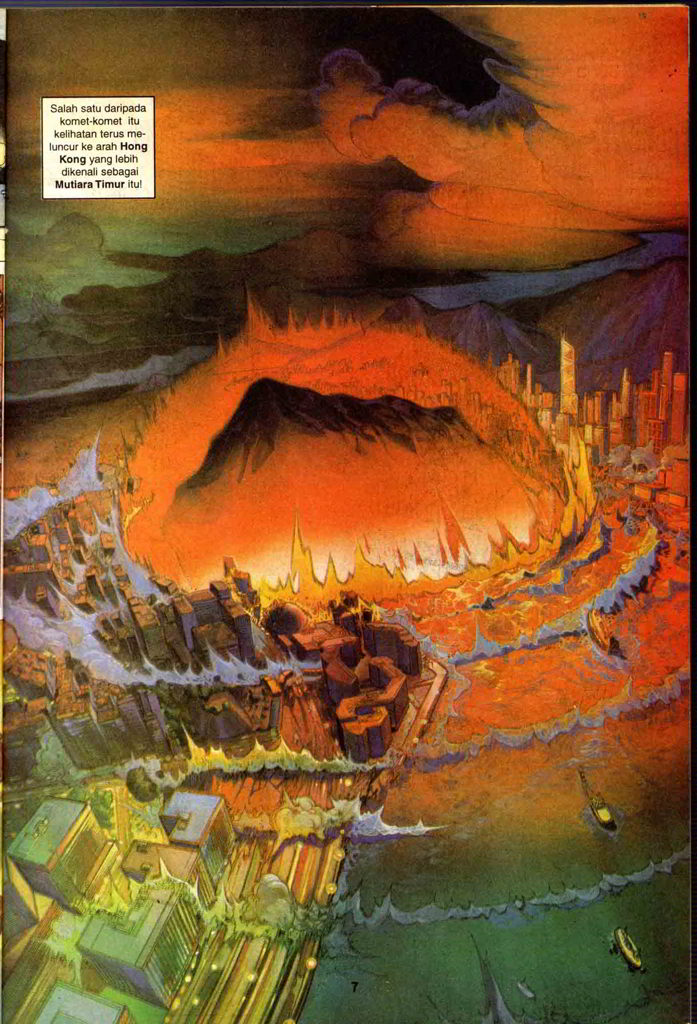 Salah satu daripada
komet-komet itu
kelihatan terus me-
luncur ke arah Hong
Kong yang lebih
dikenali sebagai
Mutiara Timur itu!
7